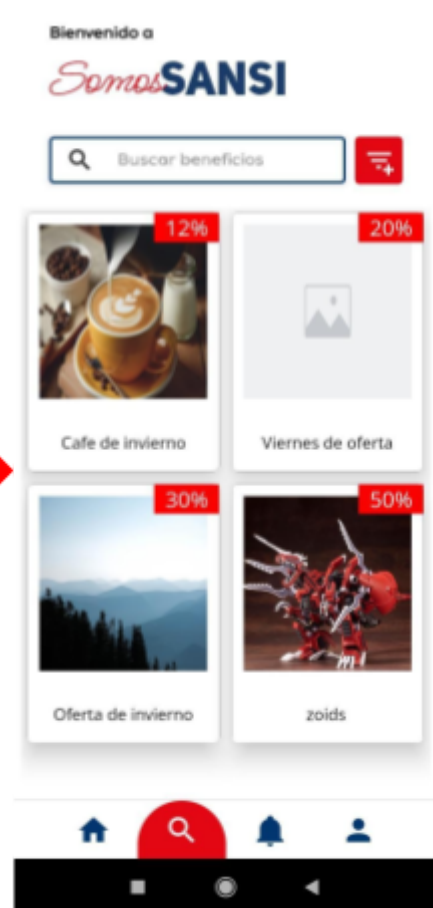 Bienvenido a
SomosSANSI
Buscar beneficios
12%
20%
Cafe de invierno
Viernes de oferta
30%
50%
Oferta de invierno
zoids